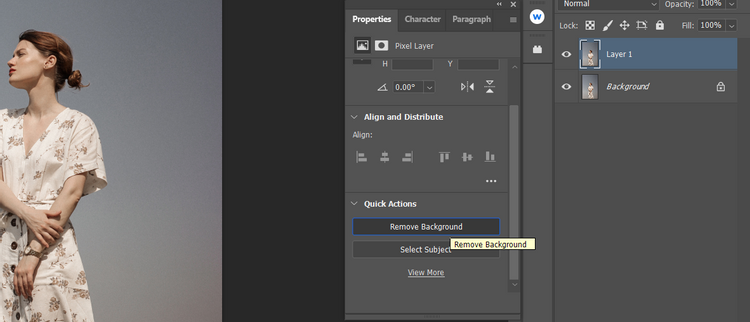 Properties Character Paragraph
Pixel Layer
H Y
0.00°
Align and Distribute
Align:
Quick Actions
Remove Background
Remove Background
Select Subject
View More
W
Normal Opacity: 100%
Lock: Fill: 100%
Layer 1
Background